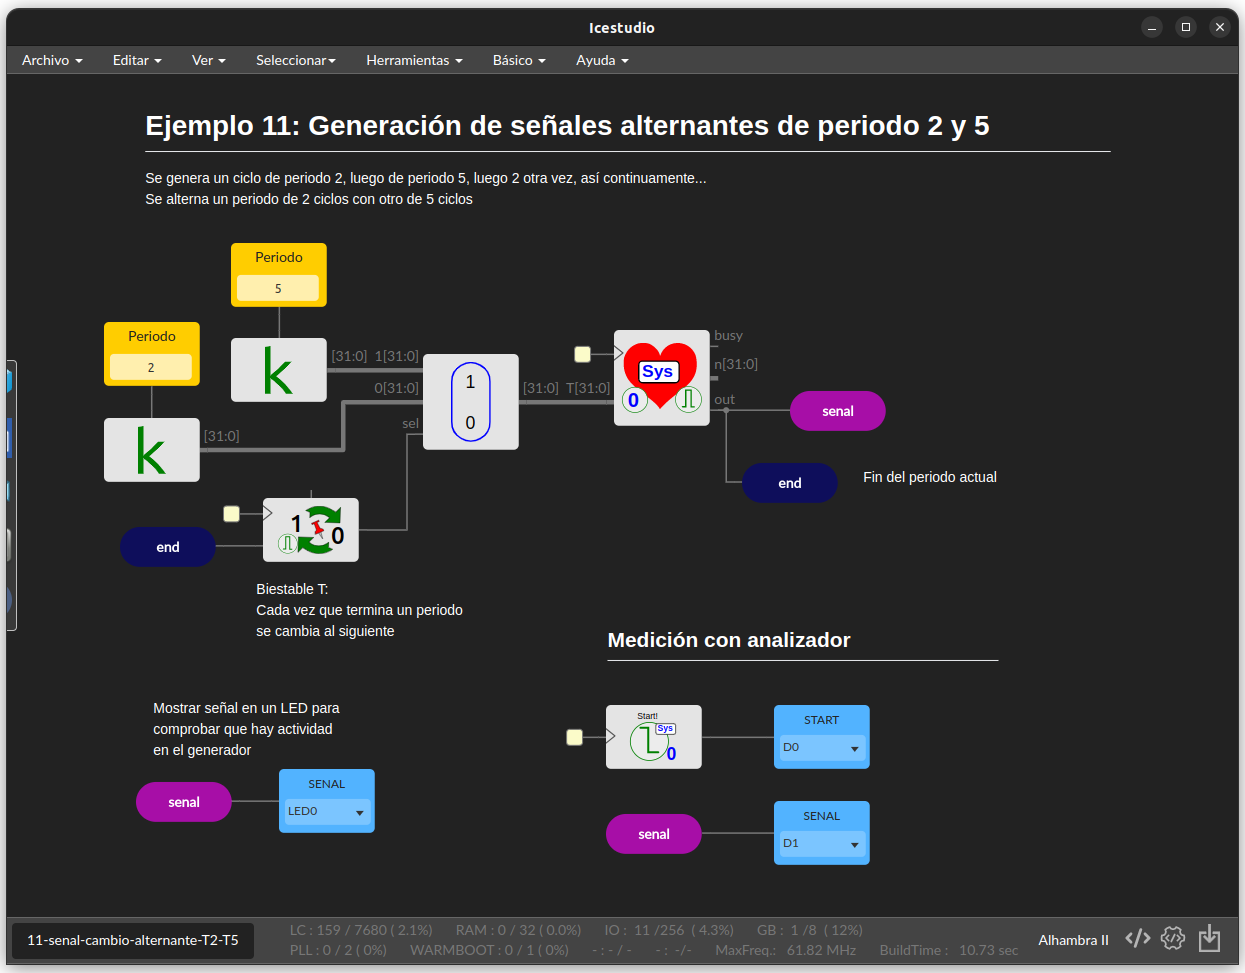 Icestudio
Archivo Editar Ver Seleccionar Herramientas Básico Ayuda
Ejemplo 11: Generación de señales alternantes de periodo 2 y 5
Se genera un ciclo de periodo 2, luego de periodo 5, luego 2 otra vez, así continuamente...
Se alterna un periodo de 2 ciclos con otro de 5 ciclos
Periodo
5
Periodo
2
k
[31:0] 1[31:0]
0[31:0]
sel
1
0
[31:0] T[31:0]
Sys
0
busy
n[31:0]
out
senal
k
[31:0]
end
Fin del periodo actual
end
1
0
Biestable T:
Cada vez que termina un periodo
se cambia al siguiente
Medición con analizador
Mostrar señal en un LED para
comprobar que hay actividad
en el generador
senal
SENAL
LED0
Start!
Sys
0
START
D0
senal
SENAL
D1
11-senal-cambio-alternante-T2-T5
LC : 159 / 7680 ( 2.1%) RAM : 0 / 32 ( 0.0%) IO : 11 /256 ( 4.3%) GB : 1 /8 ( 12%)
PLL : 0 / 2 ( 0%) WARMBOOT : 0 / 1 ( 0%) - : - / - - : -/- MaxFreq.: 61.82 MHz BuildTime : 10.73 sec
Alhambra II